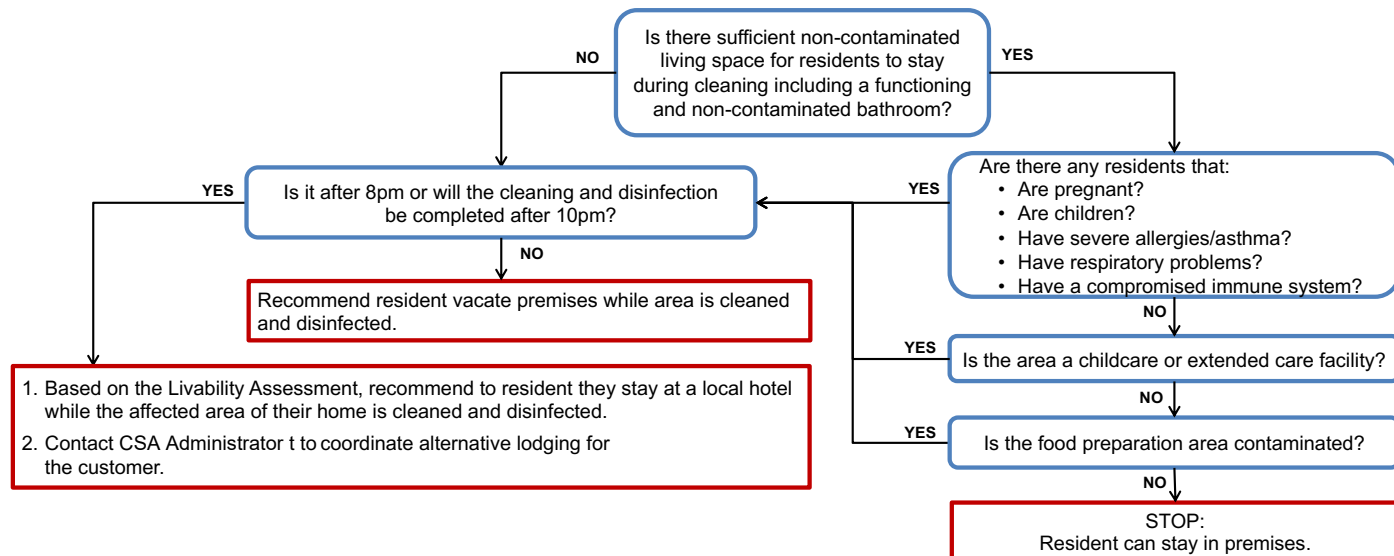 Is there sufficient non-contaminated
living space for residents to stay
during cleaning including a functioning
and non-contaminated bathroom?
NO
YES
Is it after 8pm or will the cleaning and disinfection
be completed after 10pm?
YES
NO
Are there any residents that:
• Are pregnant?
• Are children?
• Have severe allergies/asthma?
• Have respiratory problems?
• Have a compromised immune system?
YES
NO
Recommend resident vacate premises while area is cleaned
and disinfected.
Is the area a childcare or extended care facility?
YES
NO
1. Based on the Livability Assessment, recommend to resident they stay at a local hotel
while the affected area of their home is cleaned and disinfected.
2. Contact CSA Administrator t to coordinate alternative lodging for
the customer.
Is the food preparation area contaminated?
YES
NO
STOP:
Resident can stay in premises.